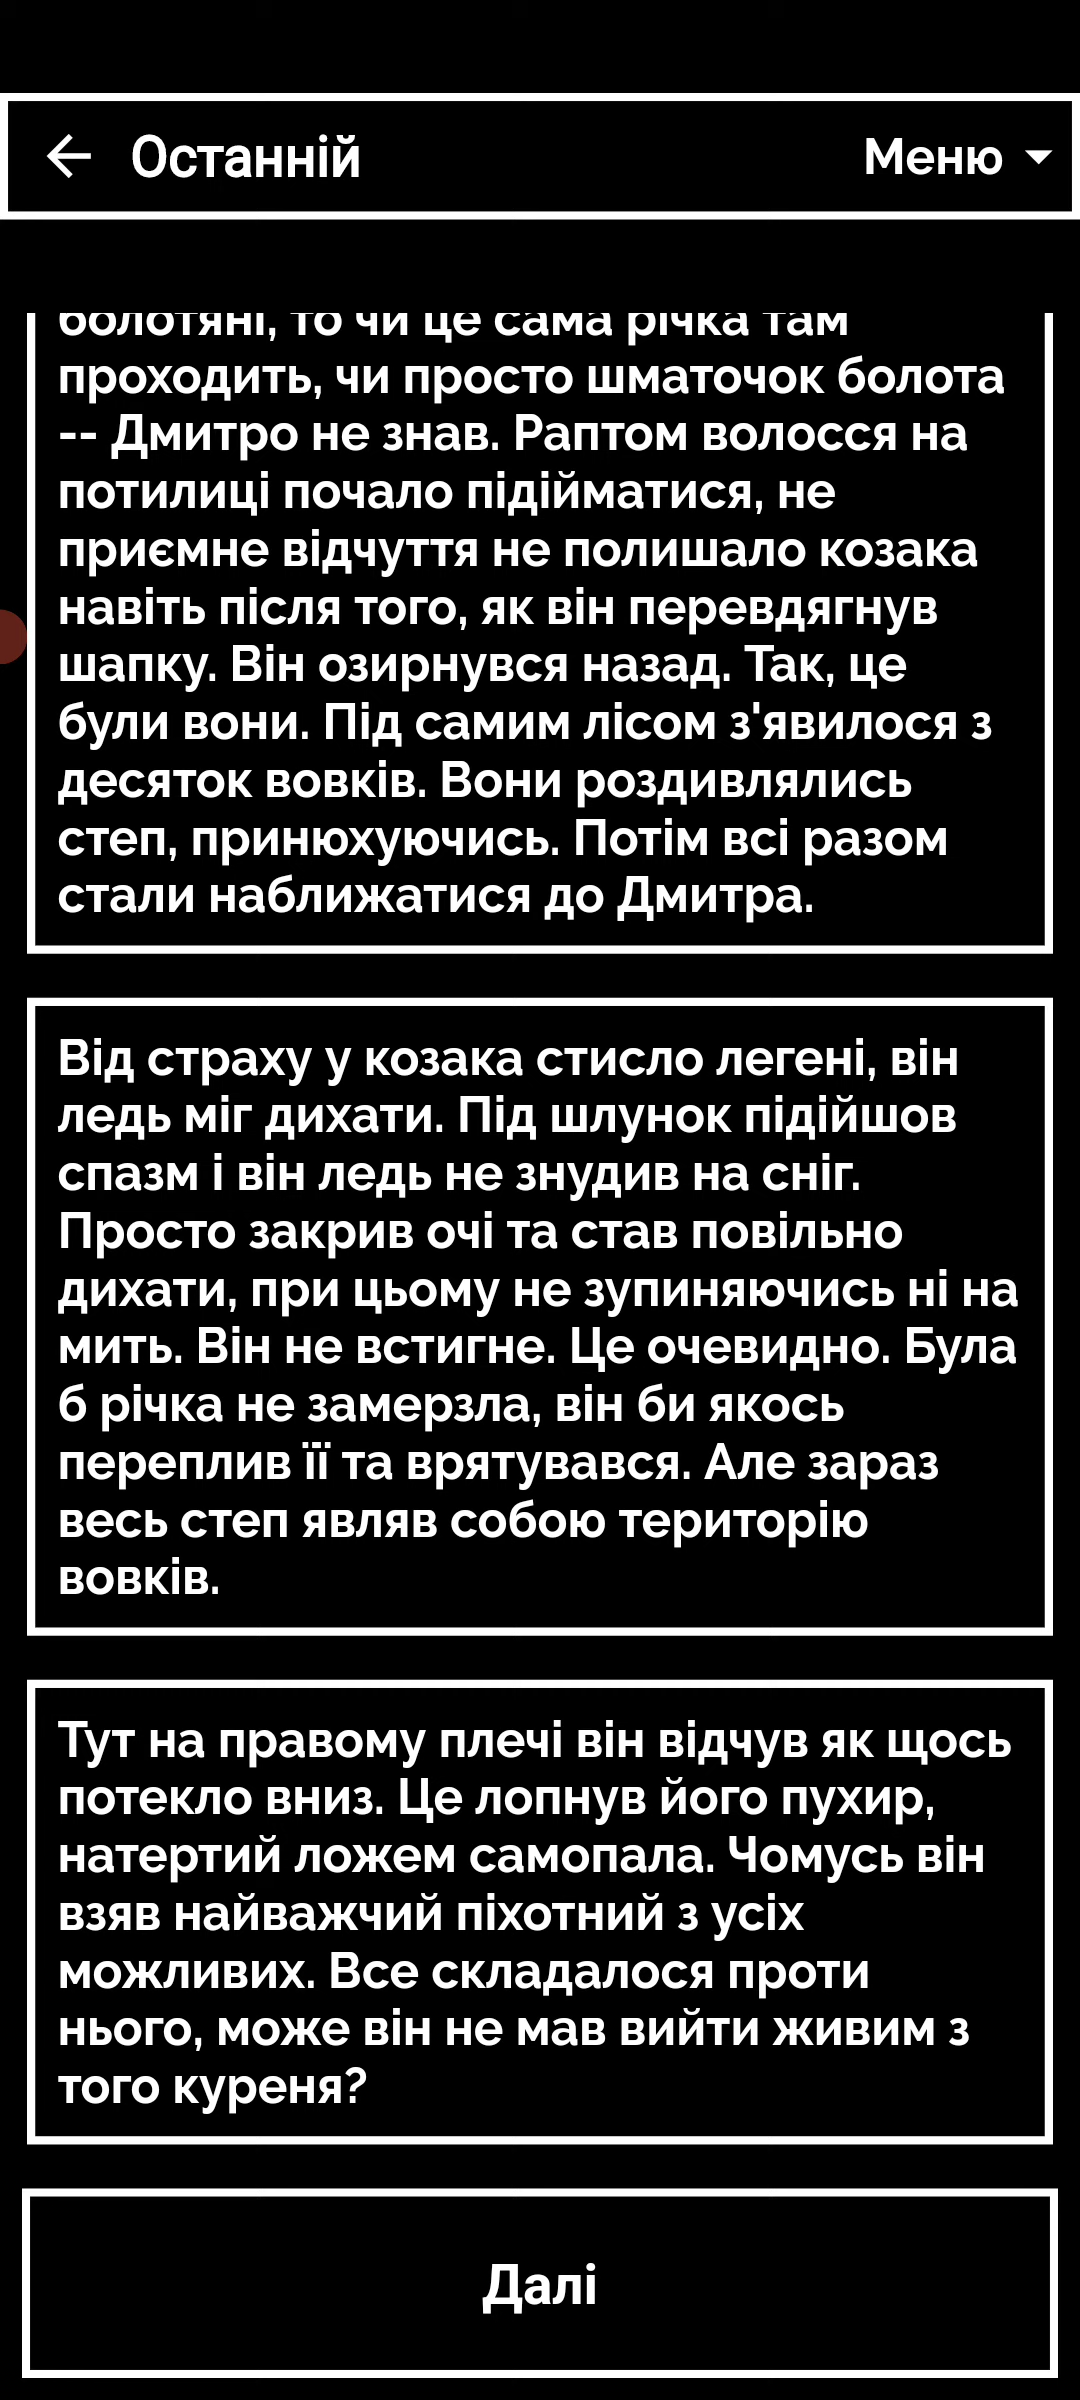 Останній
Меню
болотяні, то чи це сама річка там
проходить, чи просто шматочок болота
-- Дмитро не знав. Раптом волосся на
потилиці почало підійматися, не
приємне відчуття не полишало козака
навіть після того, як він перевдягнув
шапку. Він озирнувся назад. Так, це
були вони. Під самим лісом з'явилося з
десяток вовків. Вони роздивлялись
степ, принюхуючись. Потім всі разом
стали наближатися до Дмитра.
Від страху у козака стисло легені, він
ледь міг дихати. Під шлунок підійшов
спазм і він ледь не знудив на сніг.
Просто закрив очі та став повільно
дихати, при цьому не зупиняючись ні на
мить. Він не встигне. Це очевидно. Була
б річка не замерзла, він би якось
переплив її та врятувався. Але зараз
весь степ являв собою територію
вовків.
Тут на правому плечі він відчув як щось
потекло вниз. Це лопнув його пухир,
натертий ложем самопала. Чомусь він
взяв найважчий піхотний з усіх
можливих. Все складалося проти
нього, може він не мав вийти живим з
того куреня?
Далі